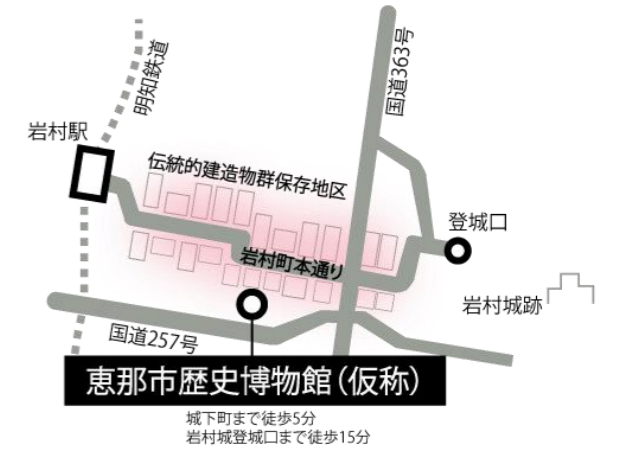 国道363号
明知鉄道
岩村駅
伝統的建造物群保存地区
登城口
岩村町本通り
岩村城跡
国道257号
恵那市歴史博物館(仮称)
城下町まで徒歩5分
岩村城登城口まで徒歩15分